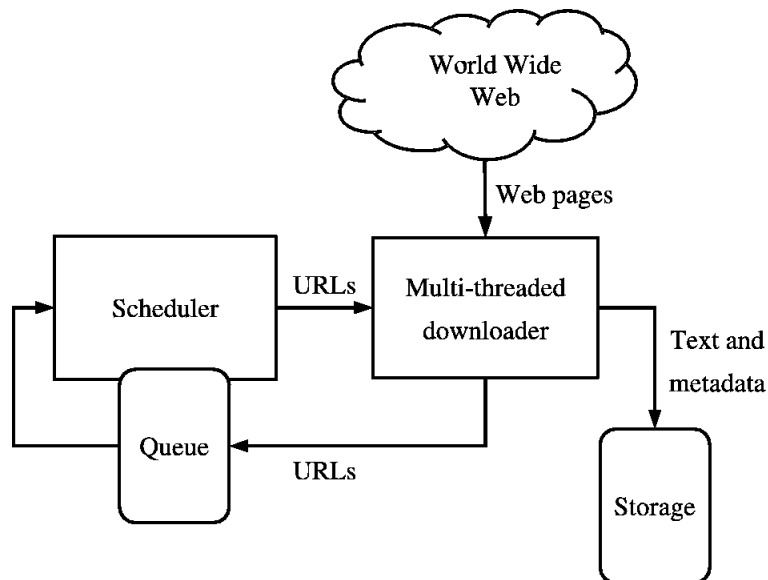 World Wide
Web
Web pages
Scheduler
URLs
Multi-threaded
downloader
Text and
metadata
Queue
URLs
Storage